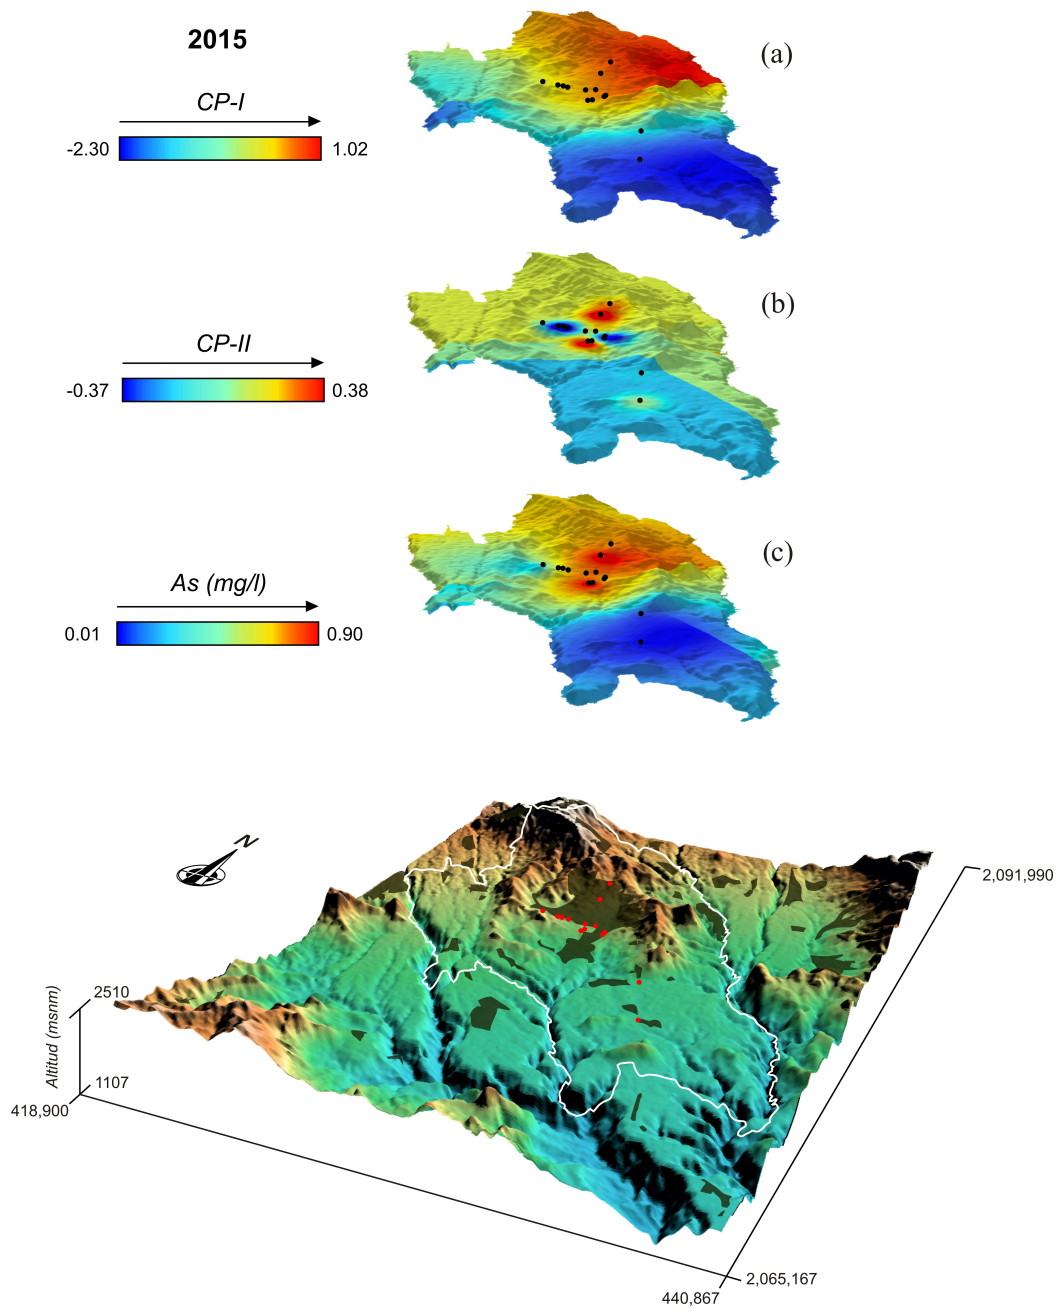 2015
(a)
CP-I
-2.30
1.02
(b)
CP-II
-0.37
0.38
(c)
As (mg/l)
0.01
0.90
N
2,091,990
Altitud (msnm)
2510
1107
418,900
2,065,167
440,867